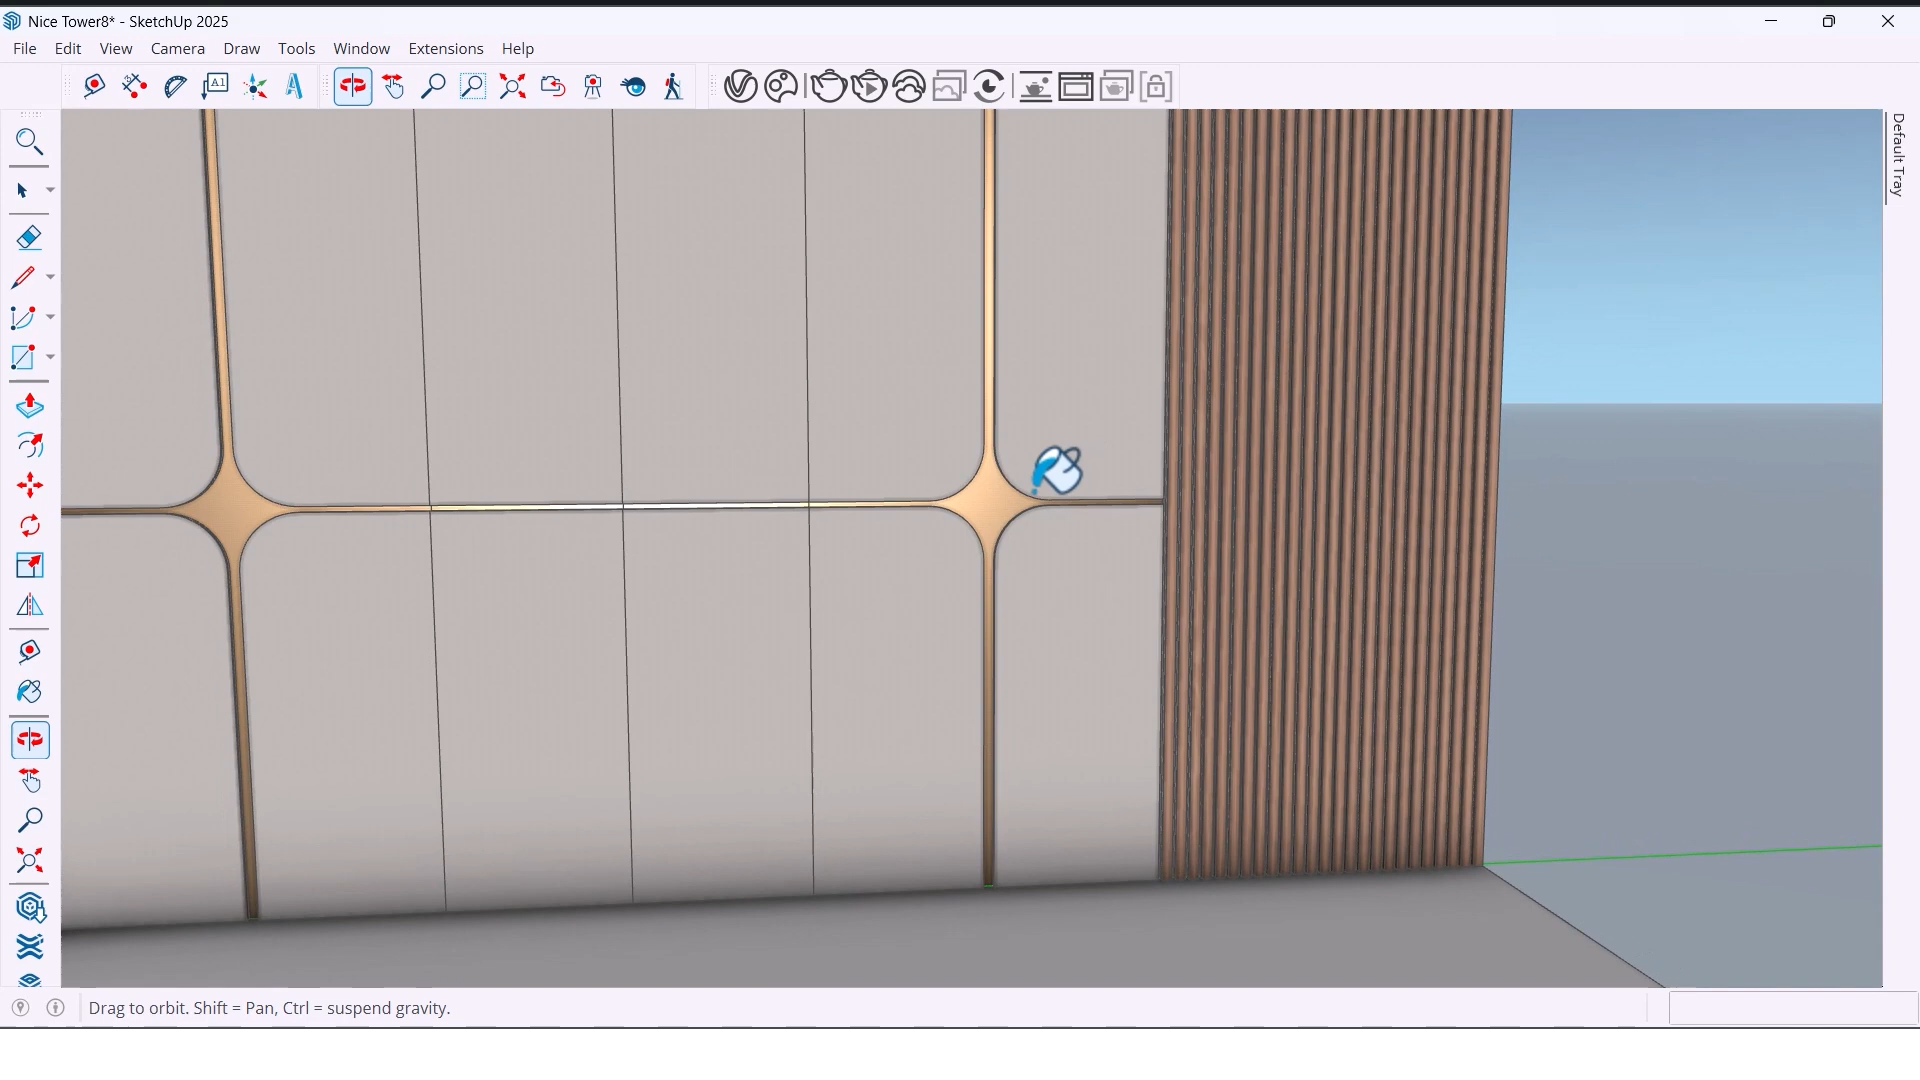 Nice Tower8* - SketchUp 2025
File Edit View Camera Draw Tools Window Extensions Help
A1
Default Tray
Drag to orbit. Shift = Pan, Ctrl = suspend gravity.